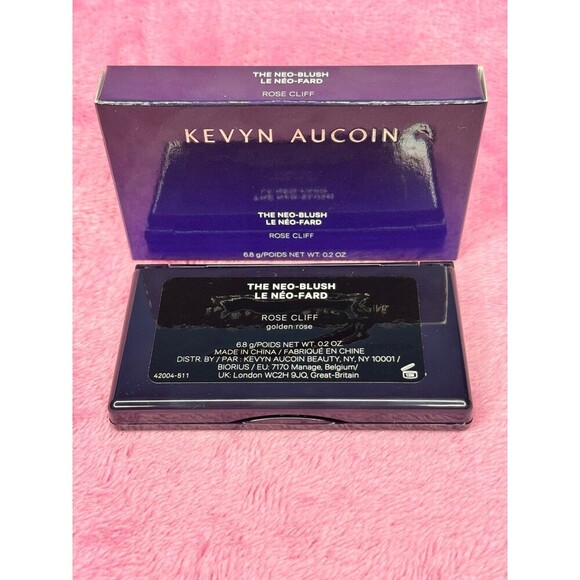 THE NEO-BLUSH
LE NÉO-FARD
ROSE CLIFF
KEVYN AUCOIN
THE NEO-BLUSH
LE NÉO-FARD
ROSE CLIFF
6.8 g/POIDS NET WT. 0.2 OZ.
THE NEO-BLUSH
LE NÉO-FARD
ROSE CLIFF
golden rose
6.8 g/POIDS NET WT. 0.2 OZ.
MADE IN CHINA / FABRIQUÉ EN CHINE
DISTR. BY / PAR : KEVYN AUCOIN BEAUTY, NY, NY 10001 /
BIORIUS / EU: 7170 Manage, Belgium/
UK: London WC2H 9JQ, Great-Britain
42004-511